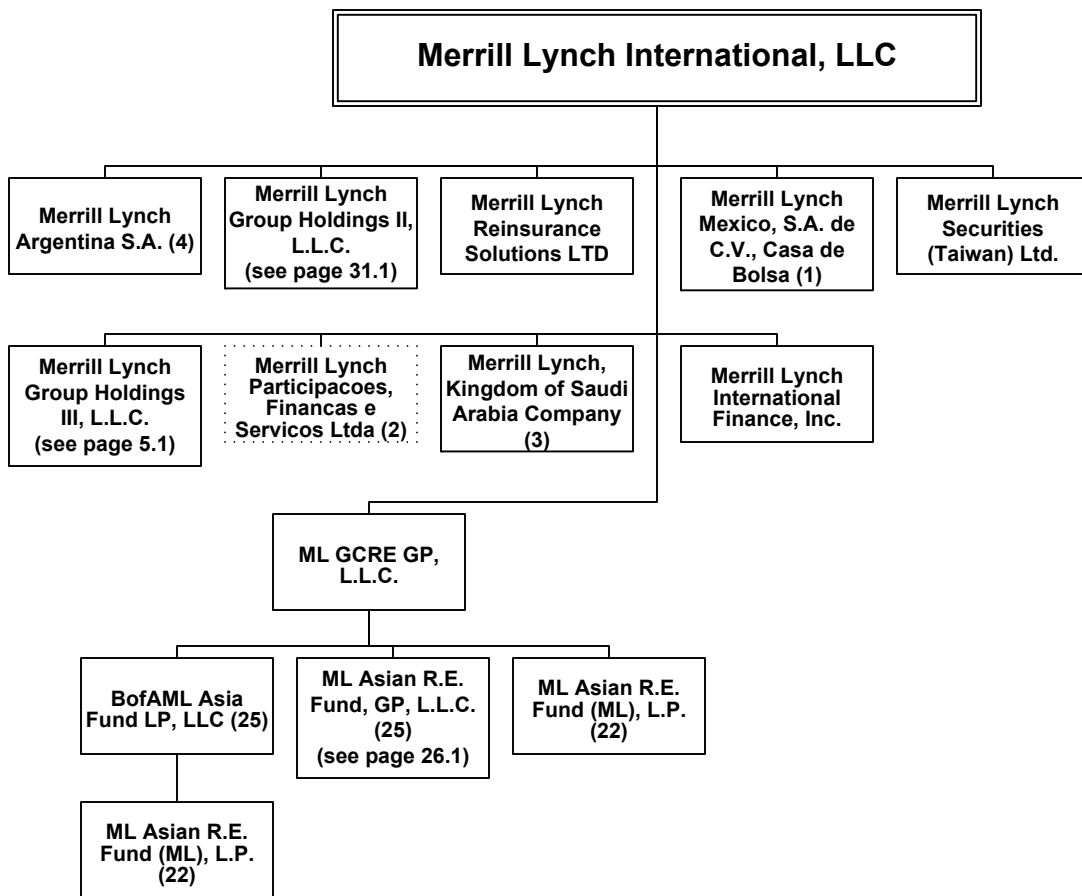 Merrill Lynch International, LLC
Merrill Lynch
Argentina S.A. (4)
Merrill Lynch
Group Holdings II,
L.L.C.
(see page 31.1)
Merrill Lynch
Reinsurance
Solutions LTD
Merrill Lynch
Mexico, S.A. de
C.V., Casa de
Bolsa (1)
Merrill Lynch
Securities
(Taiwan) Ltd.
Merrill Lynch
Group Holdings
III, L.L.C.
(see page 5.1)
Merrill Lynch
Participacoes,
Financas e
Servicos Ltda (2)
Merrill Lynch,
Kingdom of Saudi
Arabia Company
(3)
Merrill Lynch
International
Finance, Inc.
ML GCRE GP,
L.L.C.
BofAML Asia
Fund LP, LLC (25)
ML Asian R.E.
Fund, GP, L.L.C.
(25)
(see page 26.1)
ML Asian R.E.
Fund (ML), L.P.
(22)
ML Asian R.E.
Fund (ML), L.P.
(22)